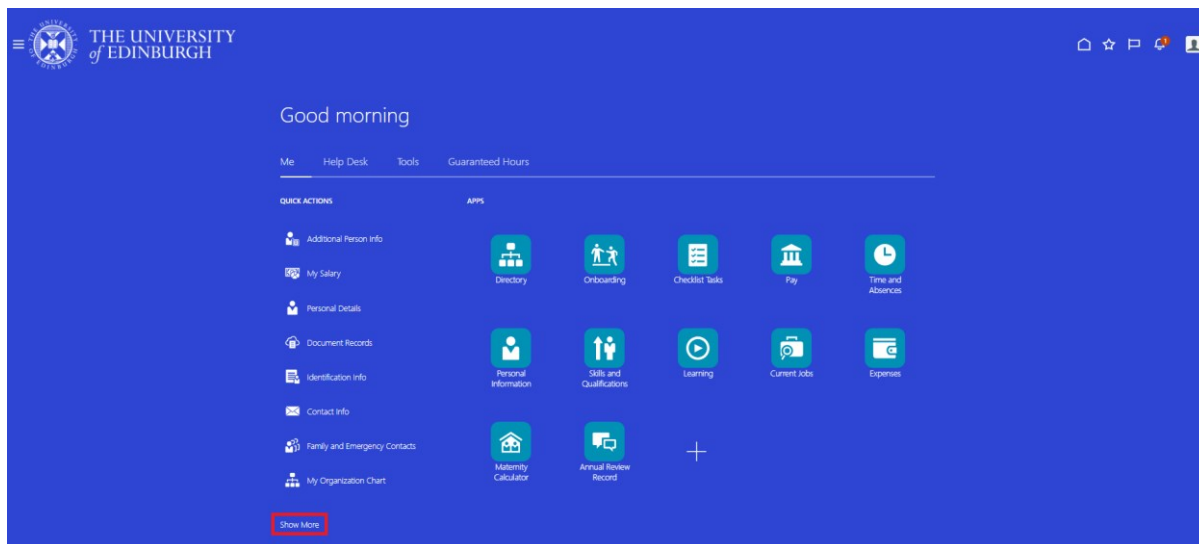 THE UNIVERSITY
of EDINBURGH
1
Good morning
Me Help Desk Tools Guaranteed Hours
QUICK ACTIONS
Additional Person Info
My Salary
Personal Details
Document Records
Identification Info
Contact Info
Family and Emergency Contacts
My Organization Chart
Show More
APPS
Directory
Onboarding
Checklist Tasks
Pay
Time and
Absences
Personal
Information
Skills and
Qualifications
Learning
Current Jobs
Expenses
Maternity
Calculator
Annual Review
Record